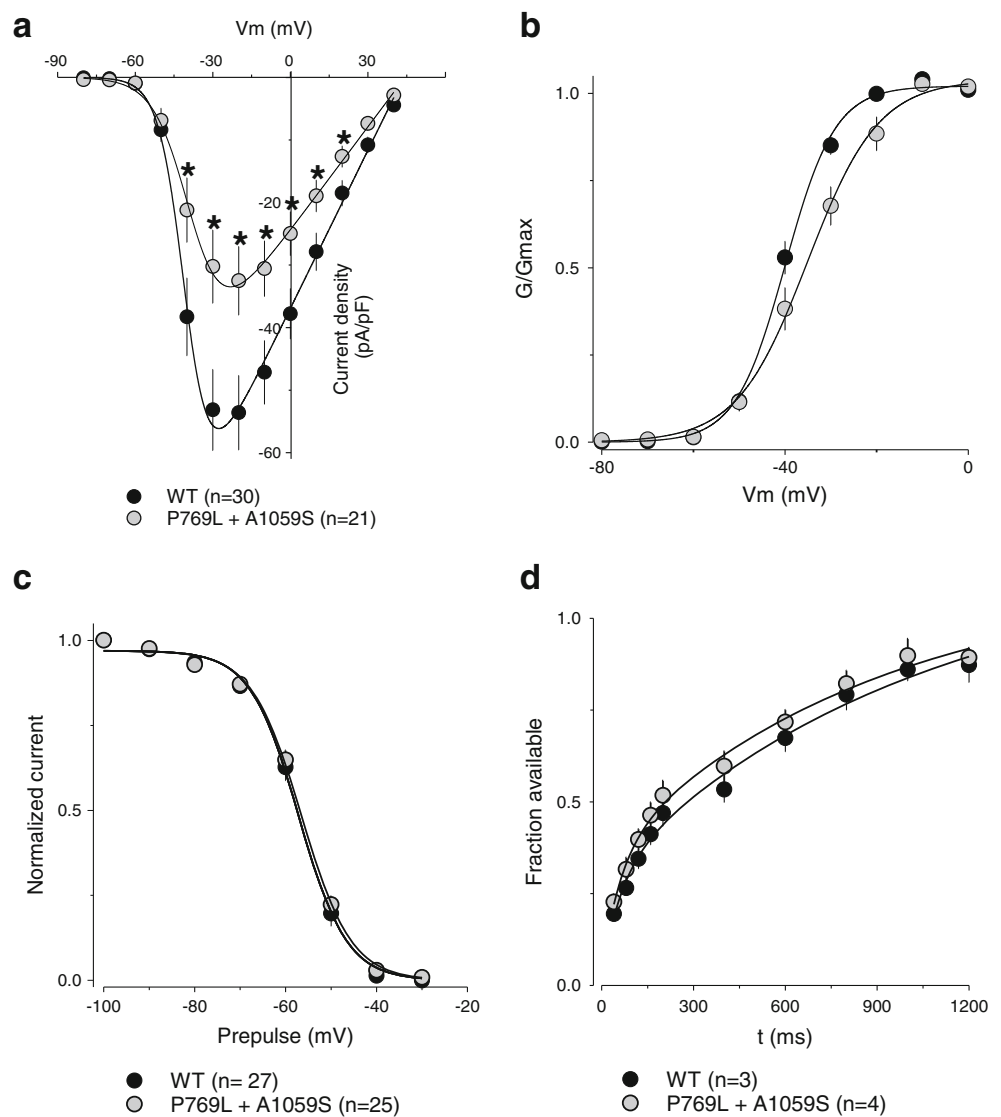 a
Vm (mV)
-90 -60 -30 0 30
* * * * * * *
-20
-40
-60
Current density
(pA/pF)
WT (n=30)
P769L + A1059S (n=21)
b
1.0
0.5
0.0
G/Gmax
-80 -40 0
Vm (mV)
c
1.0
0.5
0.0
Normalized current
-100 -80 -60 -40 -20
Prepulse (mV)
WT (n= 27)
P769L + A1059S (n=25)
d
1.0
0.5
0.0
Fraction available
0 300 600 900 1200
t (ms)
WT (n=3)
P769L + A1059S (n=4)